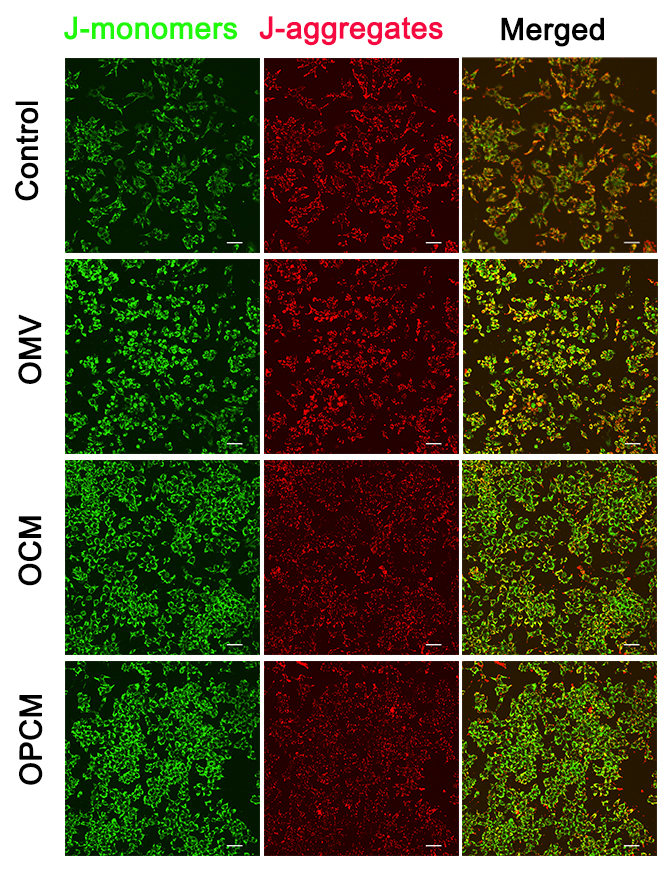 J-monomers J-aggregates Merged
Control
OMV
OCM
OPCM